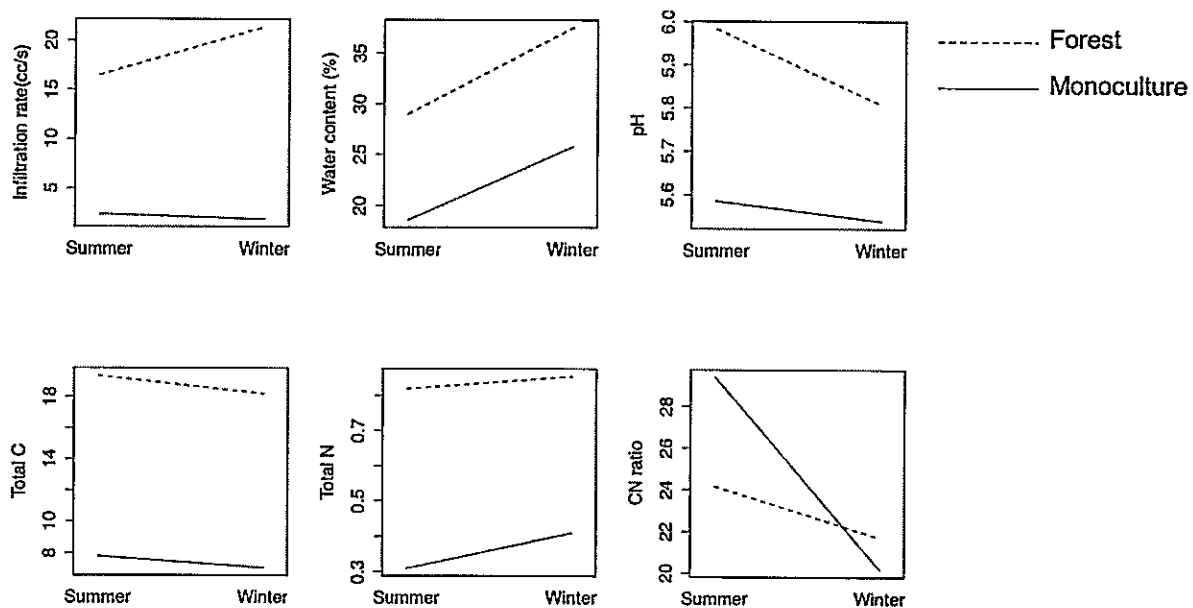 Infiltration rate(cc/s)
20
15
10
5
Summer Winter
Water content (%)
35
30
25
20
Summer Winter
pH
6.0
5.9
5.8
5.7
5.6
Summer Winter
Forest
Monoculture
Total C
18
14
10
8
Summer Winter
Total N
0.7
0.5
0.3
Summer Winter
CN ratio
28
26
24
22
20
Summer Winter